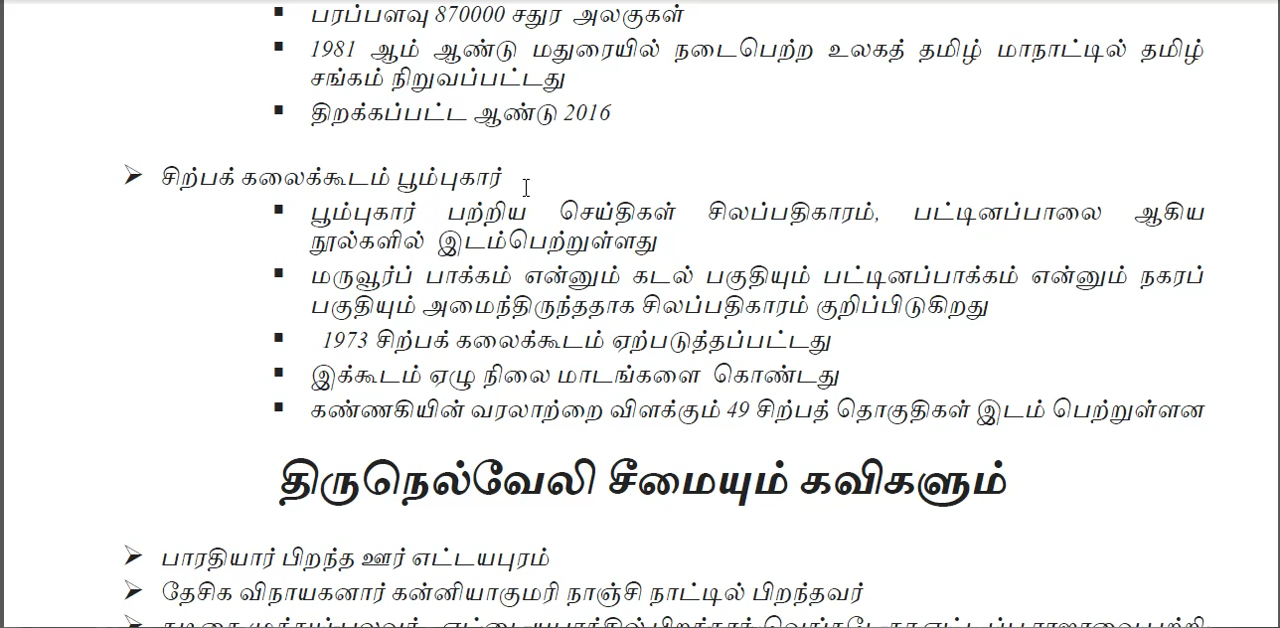 ▪ பரப்பளவு 870000 சதுர அலகுகள்
▪ 1981 ஆம் ஆண்டு மதுரையில் நடைபெற்ற உலகத் தமிழ் மாநாட்டில் தமிழ்
சங்கம் நிறுவப்பட்டது
▪ திறக்கப்பட்ட ஆண்டு 2016
➢ சிற்பக் கலைக்கூடம் பூம்புகார்
▪ பூம்புகார் பற்றிய செய்திகள் சிலப்பதிகாரம், பட்டினப்பாலை ஆகிய
நூல்களில் இடம்பெற்றுள்ளது
▪ மருவூர்ப் பாக்கம் என்னும் கடல் பகுதியும் பட்டினப்பாக்கம் என்னும் நகரப்
பகுதியும் அமைந்திருந்ததாக சிலப்பதிகாரம் குறிப்பிடுகிறது
▪ 1973 சிற்பக் கலைக்கூடம் ஏற்படுத்தப்பட்டது
▪ இக்கூடம் ஏழு நிலை மாடங்களை கொண்டது
▪ கண்ணகியின் வரலாற்றை விளக்கும் 49 சிற்பத் தொகுதிகள் இடம் பெற்றுள்ளன
திருநெல்வேலி சீமையும் கவிகளும்
➢ பாரதியார் பிறந்த ஊர் எட்டயபுரம்
➢ தேசிக விநாயகனார் கன்னியாகுமரி நாஞ்சி நாட்டில் பிறந்தவர்